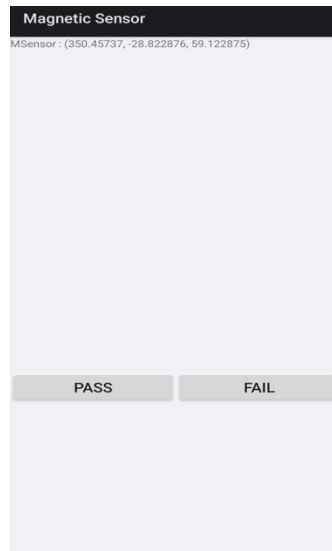 Magnetic Sensor
MSensor : (350.45737, -28.822876, 59.122875)
PASS
FAIL